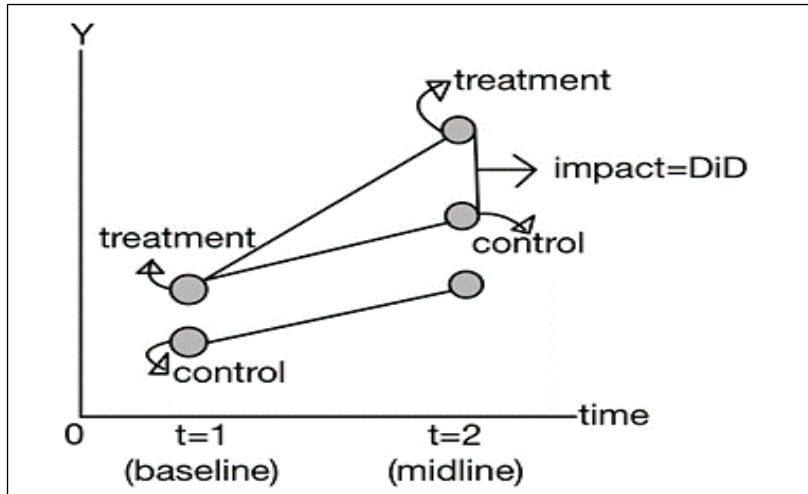 Y
treatment
impact=DiD
treatment
control
control
0
time
t=1
t=2
(baseline)
(midline)